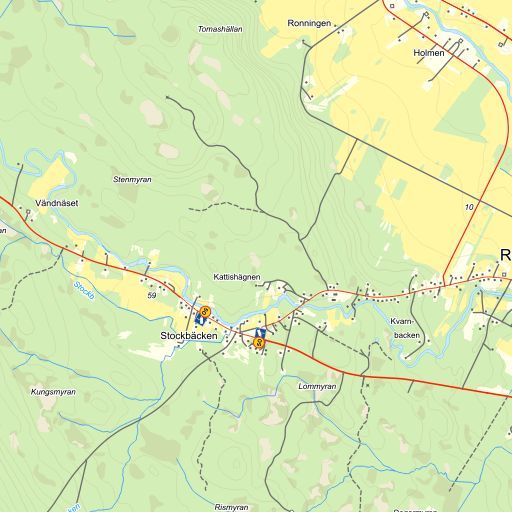 Ronningen
Tomashällan
Holmen
Stenmyran
Vändnäset
10
R
Kattishägnen
Stockb.
59
Kvarn-
backen
Stockbäcken
Lommyran
Kungsmyran
Rismyran